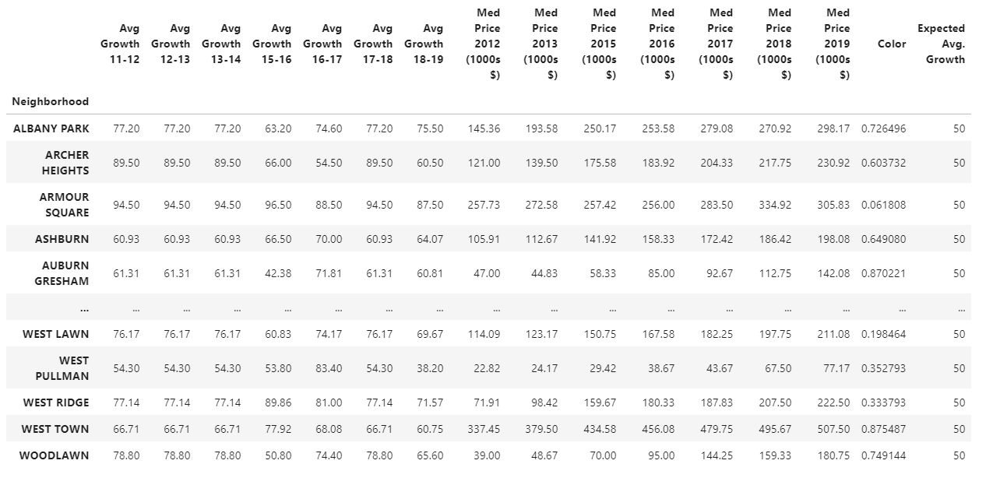 Avg Growth 11-12 Avg Growth 12-13 Avg Growth 13-14 Avg Growth 15-16 Avg Growth 16-17 Avg Growth 17-18 Avg Growth 18-19 Med Price 2012 (1000s $) Med Price 2013 (1000s $) Med Price 2015 (1000s $) Med Price 2016 (1000s $) Med Price 2017 (1000s $) Med Price 2018 (1000s $) Med Price 2019 (1000s $) Color Expected Avg. Growth
Neighborhood
ALBANY PARK 77.20 77.20 77.20 63.20 74.60 77.20 75.50 145.36 193.58 250.17 253.58 279.08 270.92 298.17 0.726496 50
ARCHER HEIGHTS 89.50 89.50 89.50 66.00 54.50 89.50 60.50 121.00 139.50 175.58 183.92 204.33 217.75 230.92 0.603732 50
ARMOUR SQUARE 94.50 94.50 94.50 96.50 88.50 94.50 87.50 257.73 272.58 257.42 256.00 283.50 334.92 305.83 0.061808 50
ASHBURN 60.93 60.93 60.93 66.50 70.00 60.93 64.07 105.91 112.67 141.92 158.33 172.42 186.42 198.08 0.649080 50
AUBURN GRESHAM 61.31 61.31 61.31 42.38 71.81 61.31 60.81 47.00 44.83 58.33 85.00 92.67 112.75 142.08 0.870221 50
... ... ... ... ... ... ... ... ... ... ... ... ... ... ... ... ...
WEST LAWN 76.17 76.17 76.17 60.83 74.17 76.17 69.67 114.09 123.17 150.75 167.58 182.25 197.75 211.08 0.198464 50
WEST PULLMAN 54.30 54.30 54.30 53.80 83.40 54.30 38.20 22.82 24.17 29.42 38.67 43.67 67.50 77.17 0.352793 50
WEST RIDGE 77.14 77.14 77.14 89.86 81.00 77.14 71.57 71.91 98.42 159.67 180.33 187.83 207.50 222.50 0.333793 50
WEST TOWN 66.71 66.71 66.71 77.92 68.08 66.71 60.75 337.45 379.50 434.58 456.08 479.75 495.67 507.50 0.875487 50
WOODLAWN 78.80 78.80 78.80 50.80 74.40 78.80 65.60 39.00 48.67 70.00 95.00 144.25 159.33 180.75 0.749144 50